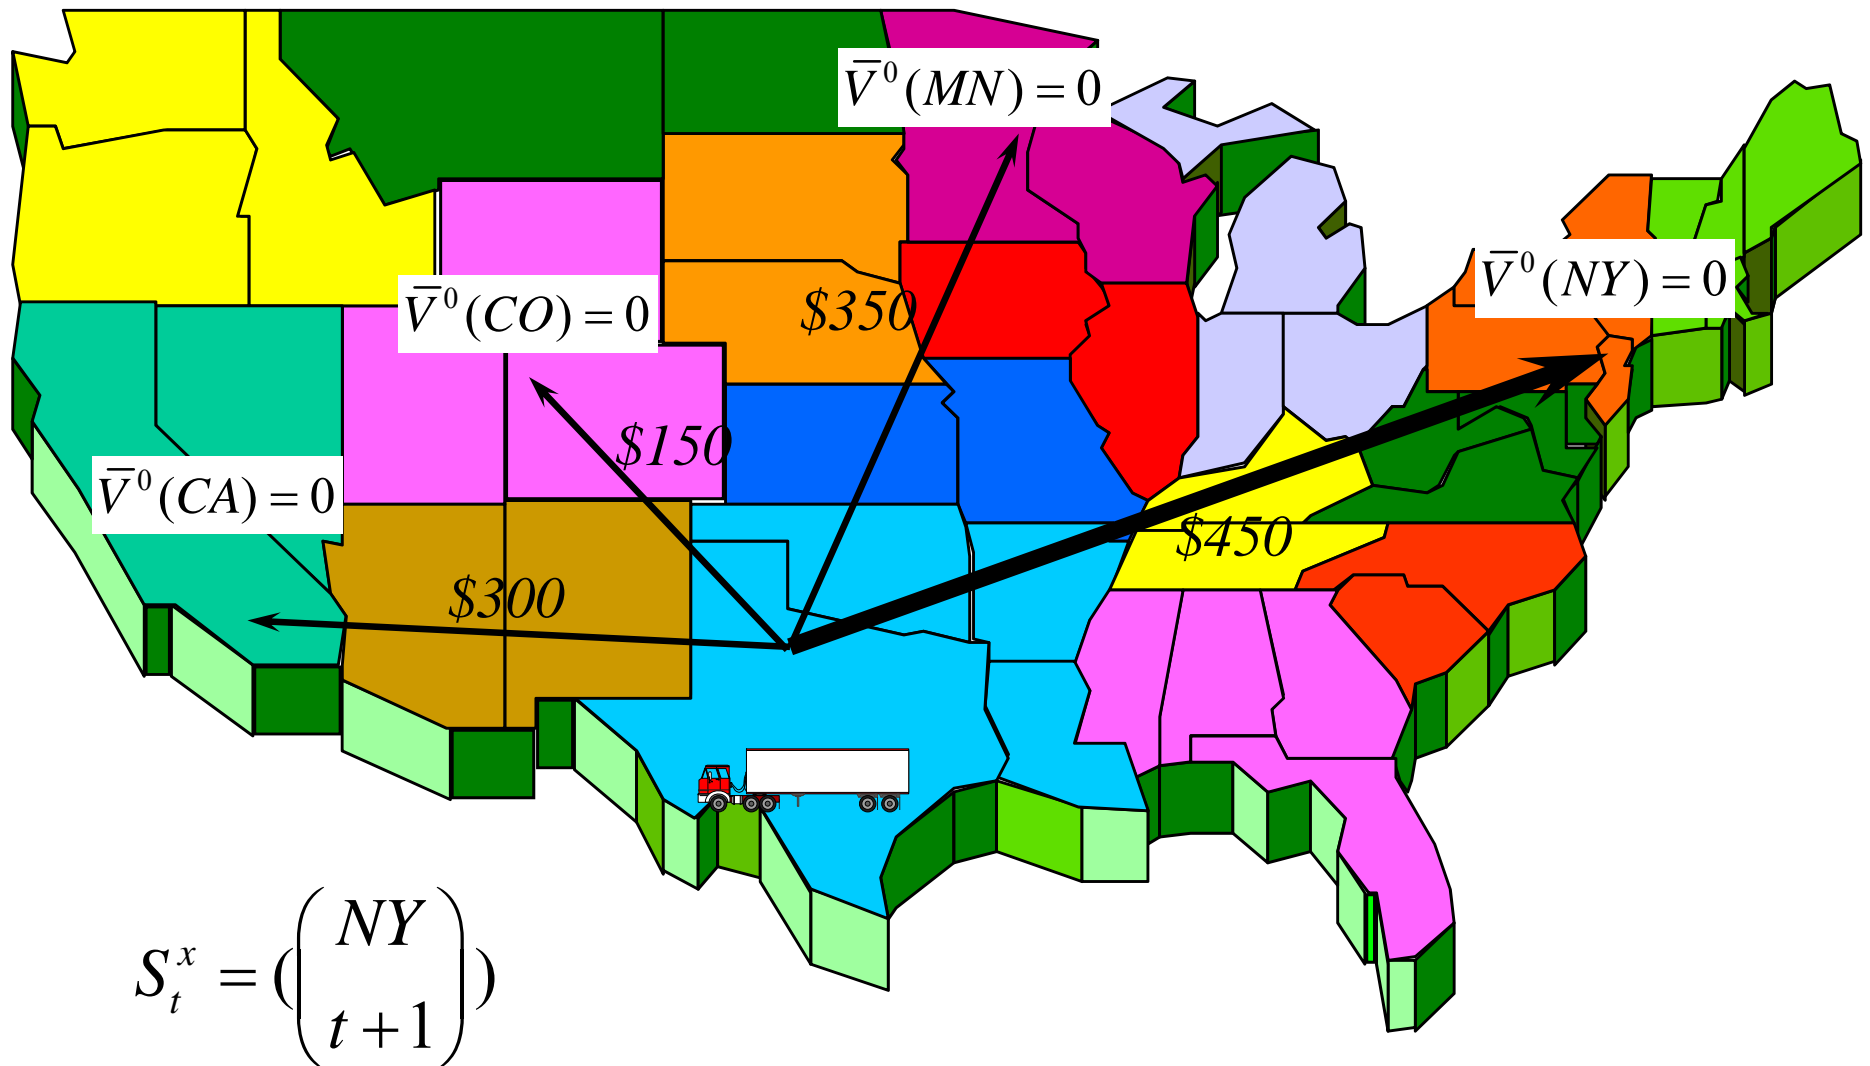 V̅⁰(MN) = 0
V̅⁰(NY) = 0
V̅⁰(CO) = 0
$350
$150
V̅⁰(CA) = 0
$450
$300
Sₜˣ = ((NY
t+1))